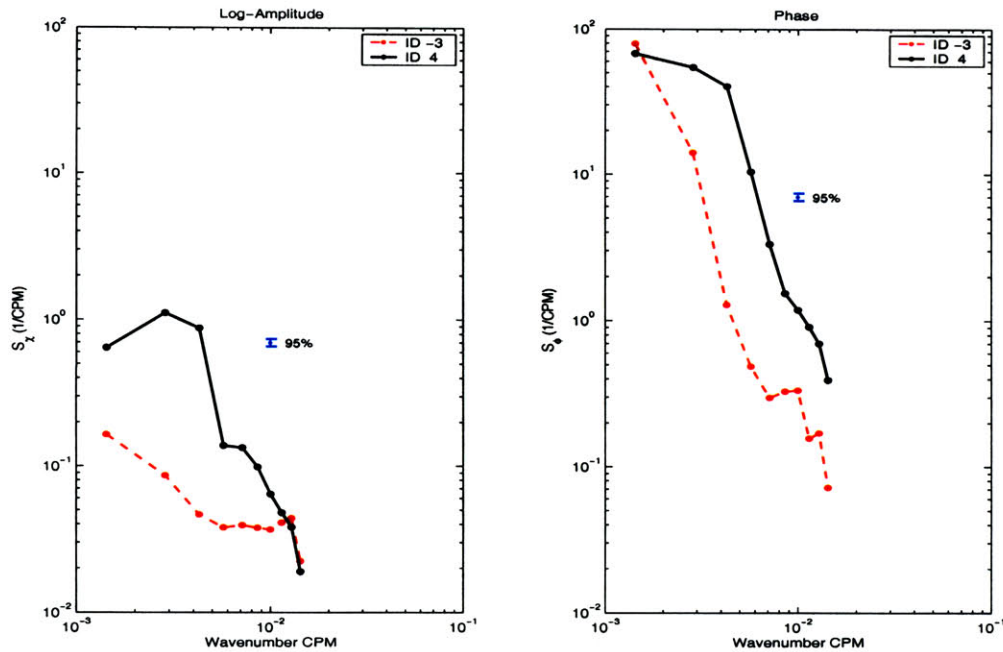 Log-Amplitude
10^2
10^1
10^0
10^-1
10^-2
10^-3
10^-2
10^-1
S_χ (1/CPM)
Wavenumber CPM
ID -3
ID 4
95%
Phase
10^2
10^1
10^0
10^-1
10^-2
10^-3
10^-2
10^-1
S_ϕ (1/CPM)
Wavenumber CPM
ID -3
ID 4
95%